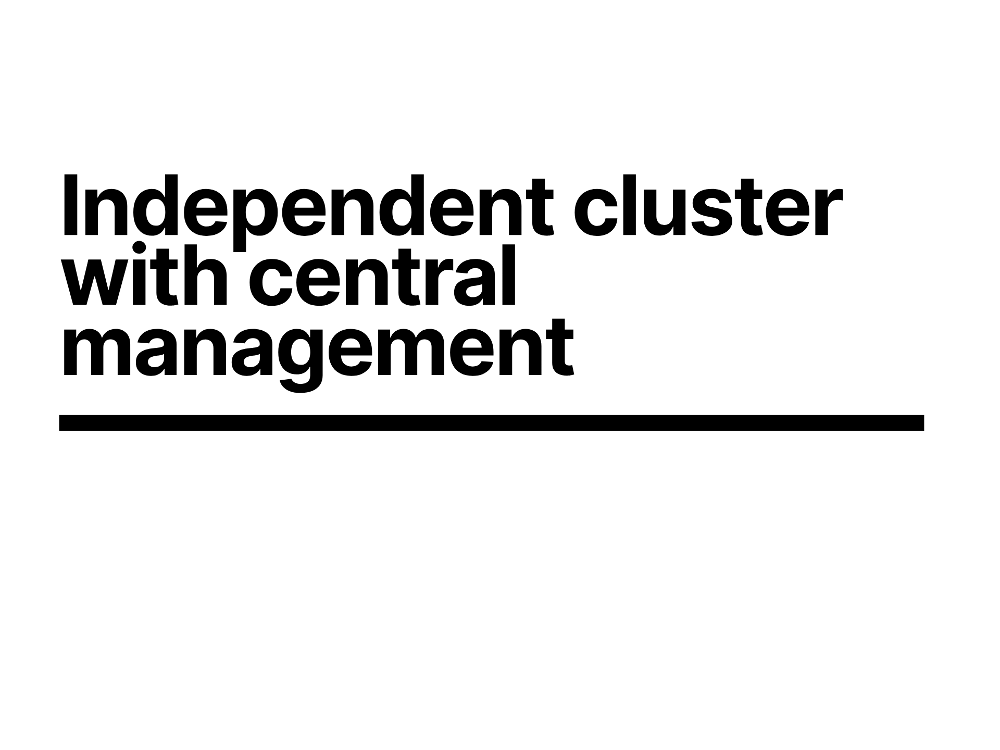 Independent cluster
with central
management